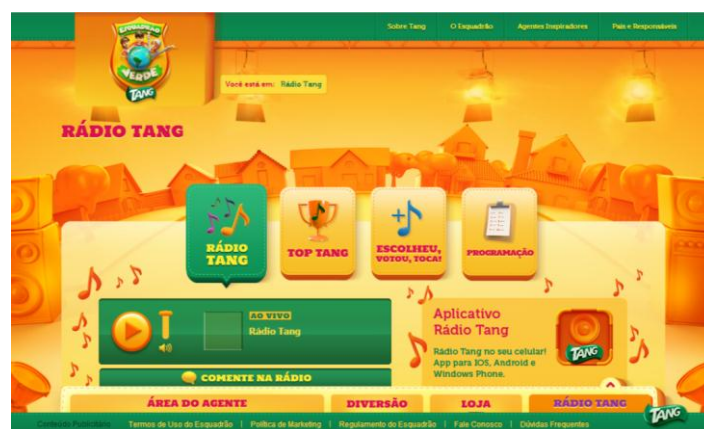 Sobre Tang
O Esquadrão
Agentes Inspiradores
Pais e Responsáveis
ESQUADRÃO
VERDE
TANG
Você está em: Rádio Tang
RÁDIO TANG
RÁDIO
TANG
TOP TANG
ESCOLHEU,
VOTOU, TOCA!
PROGRAMAÇÃO
AO VIVO
Rádio Tang
COMENTE NA RÁDIO
Aplicativo
Rádio Tang
Rádio Tang no seu celular!
App para IOS, Android e
Windows Phone.
TANG
ÁREA DO AGENTE
DIVERSÃO
LOJA
RÁDIO TANG
TANG
Conteúdo Publicitário
Termos de Uso do Esquadrão | Política de Marketing | Regulamento do Esquadrão | Fale Conosco | Dúvidas Frequentes